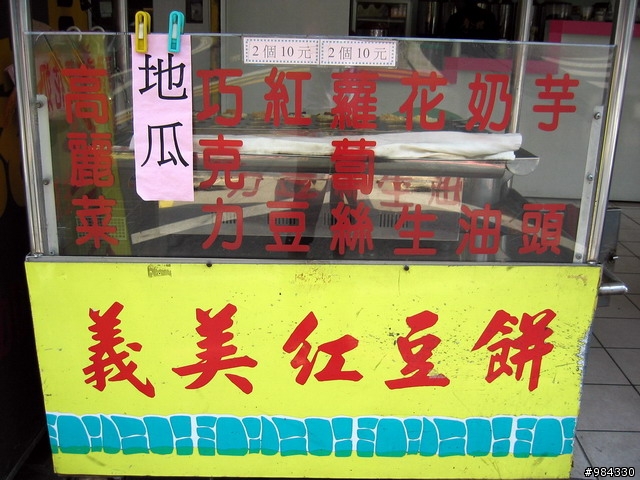 2個10元
2個10元
高麗菜
地瓜
巧克力
紅豆
蘿蔔絲
花生
奶油
芋頭
義美紅豆餅
#984330